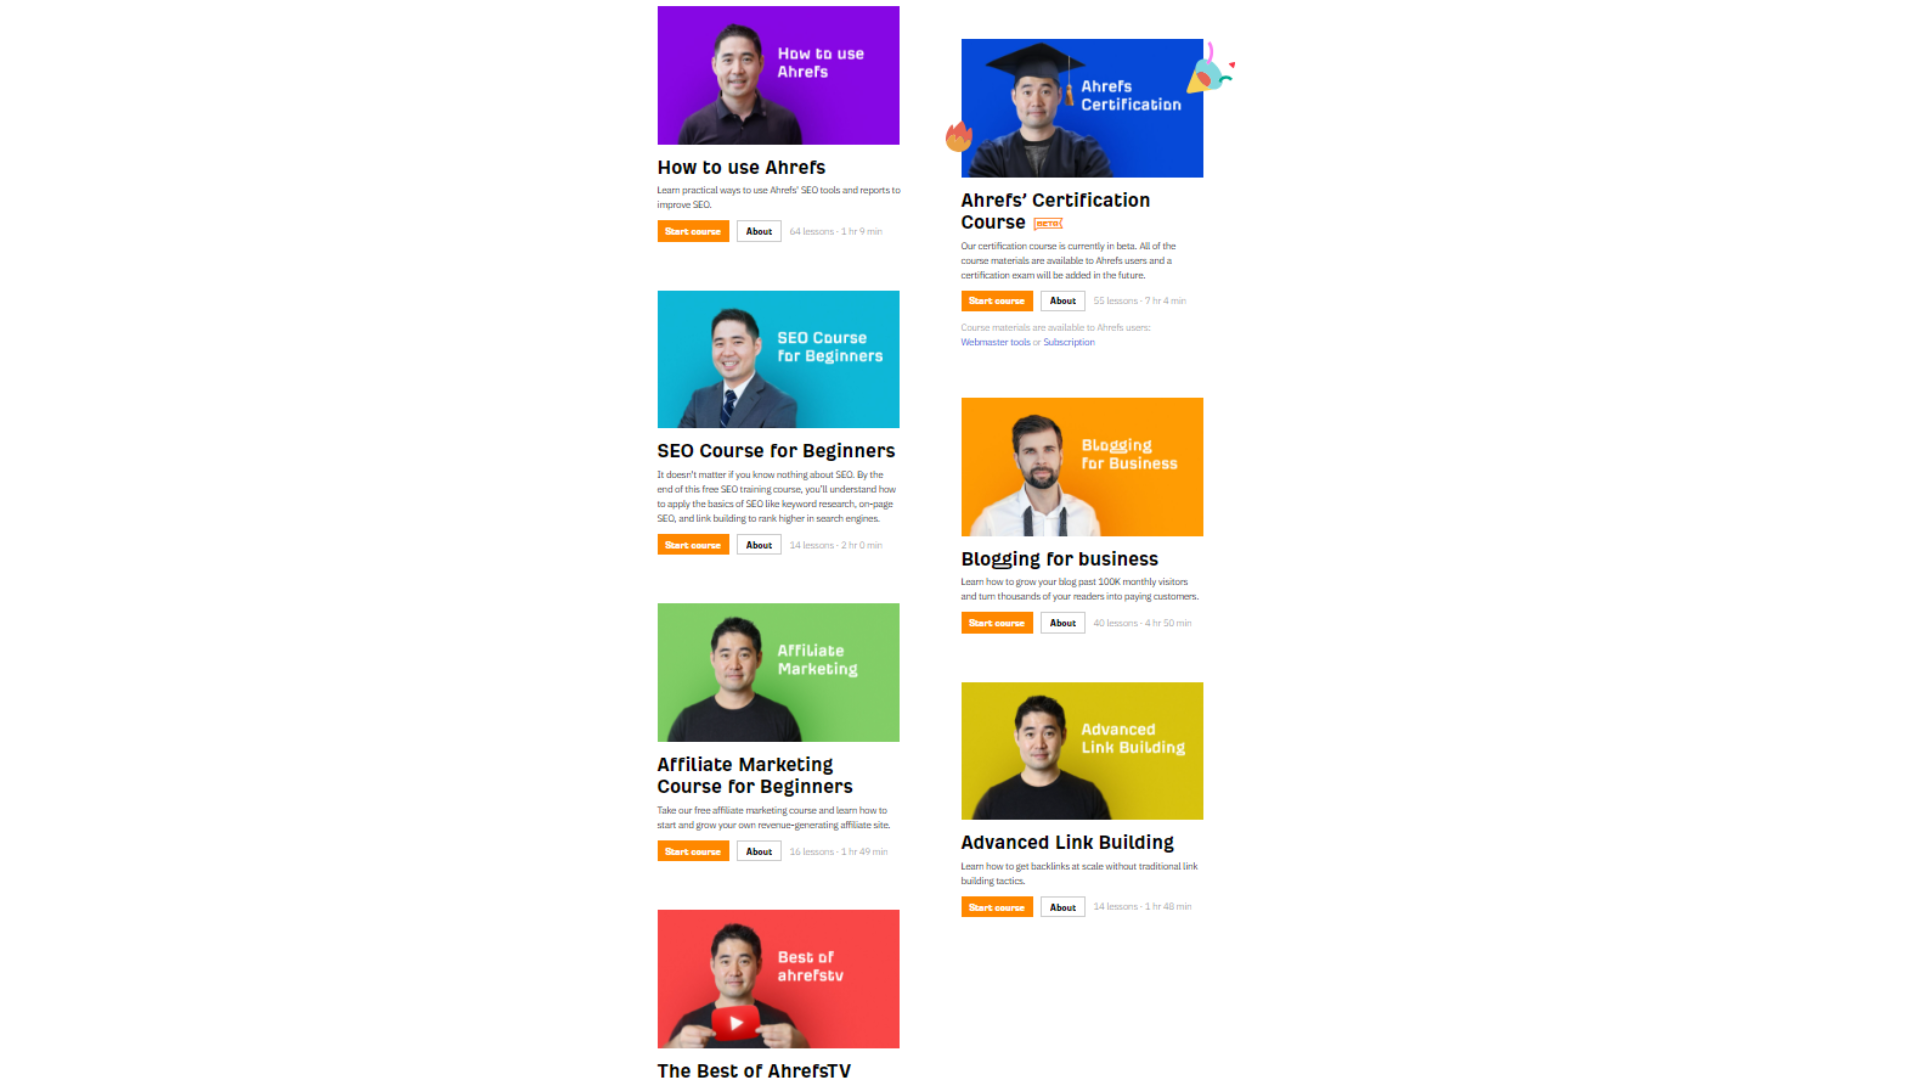 How to use
Ahrefs
How to use Ahrefs
Learn practical ways to use Ahrefs' SEO tools and reports to
improve SEO.
Start course About 64 lessons · 1 hr 9 min
SEO Course
for Beginners
SEO Course for Beginners
It doesn't matter if you know nothing about SEO. By the
end of this free SEO training course, you'll understand how
to apply the basics of SEO like keyword research, on-page
SEO, and link building to rank higher in search engines.
Start course About 14 lessons · 2 hr 0 min
Affiliate
Marketing
Affiliate Marketing
Course for Beginners
Take our free affiliate marketing course and learn how to
start and grow your own revenue-generating affiliate site.
Start course About 16 lessons · 1 hr 49 min
Best of
ahrefstv
The Best of AhrefsTV
Ahrefs
Certification
Ahrefs' Certification
Course BETA
Our certification course is currently in beta. All of the
course materials are available to Ahrefs users and a
certification exam will be added in the future.
Start course About 55 lessons · 7 hr 4 min
Course materials are available to Ahrefs users:
Webmaster tools or Subscription
Blogging
for Business
Blogging for business
Learn how to grow your blog past 100K monthly visitors
and turn thousands of your readers into paying customers.
Start course About 40 lessons · 4 hr 50 min
Advanced
Link Building
Advanced Link Building
Learn how to get backlinks at scale without traditional link
building tactics.
Start course About 14 lessons · 1 hr 48 min